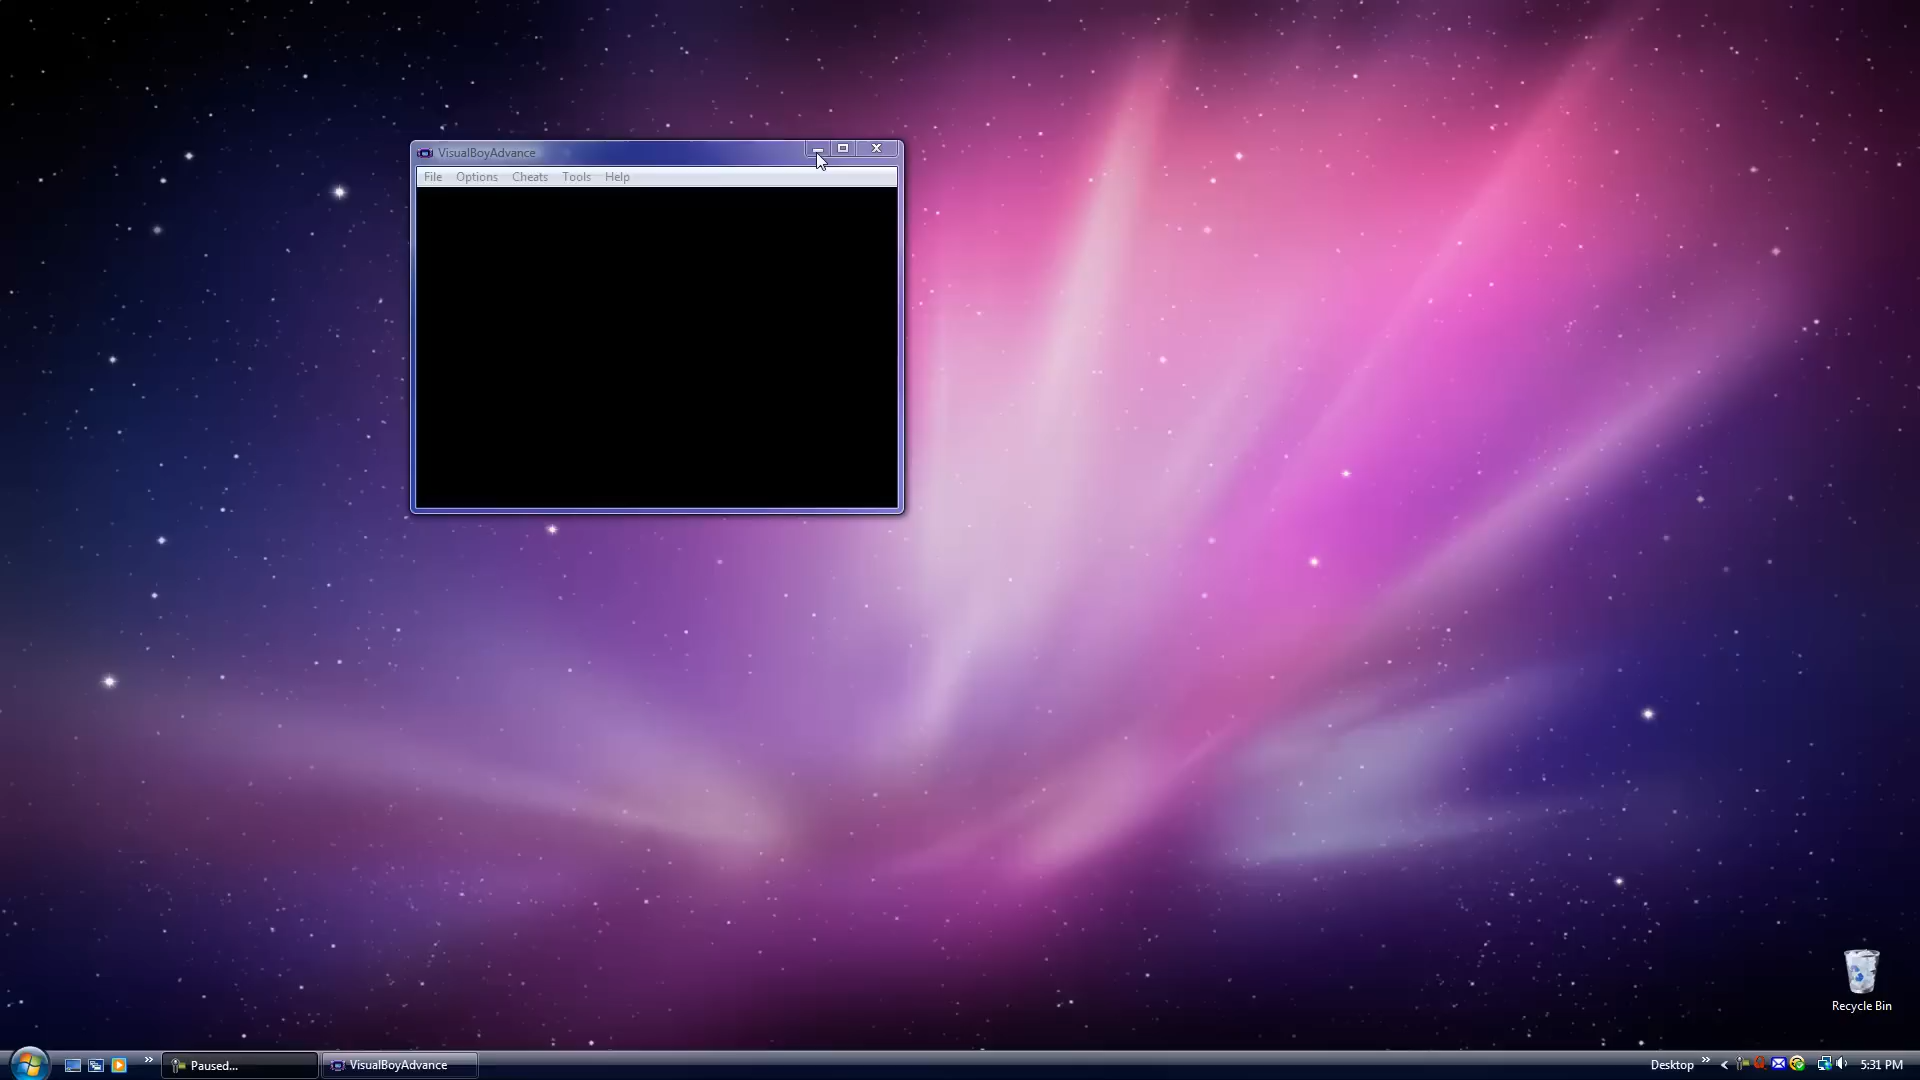 VisualBoyAdvance
File Options Cheats Tools Help
Recycle Bin
Paused...
VisualBoyAdvance
Desktop
5:31 PM